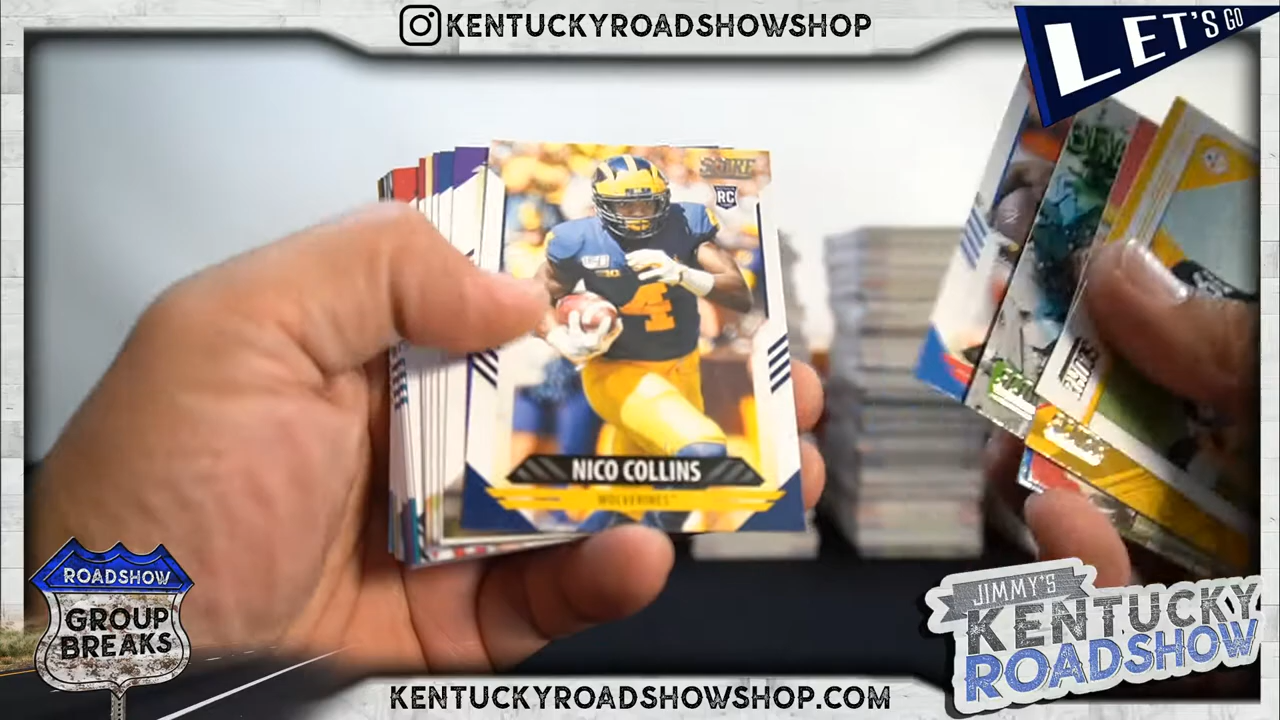 KENTUCKYROADSHOWSHOP
LET'S GO
SCORE
RC
4
NICO COLLINS
WOLVERINES
ROADSHOW
GROUP
BREAKS
JIMMY'S
KENTUCKY
ROADSHOW
KENTUCKYROADSHOWSHOP.COM